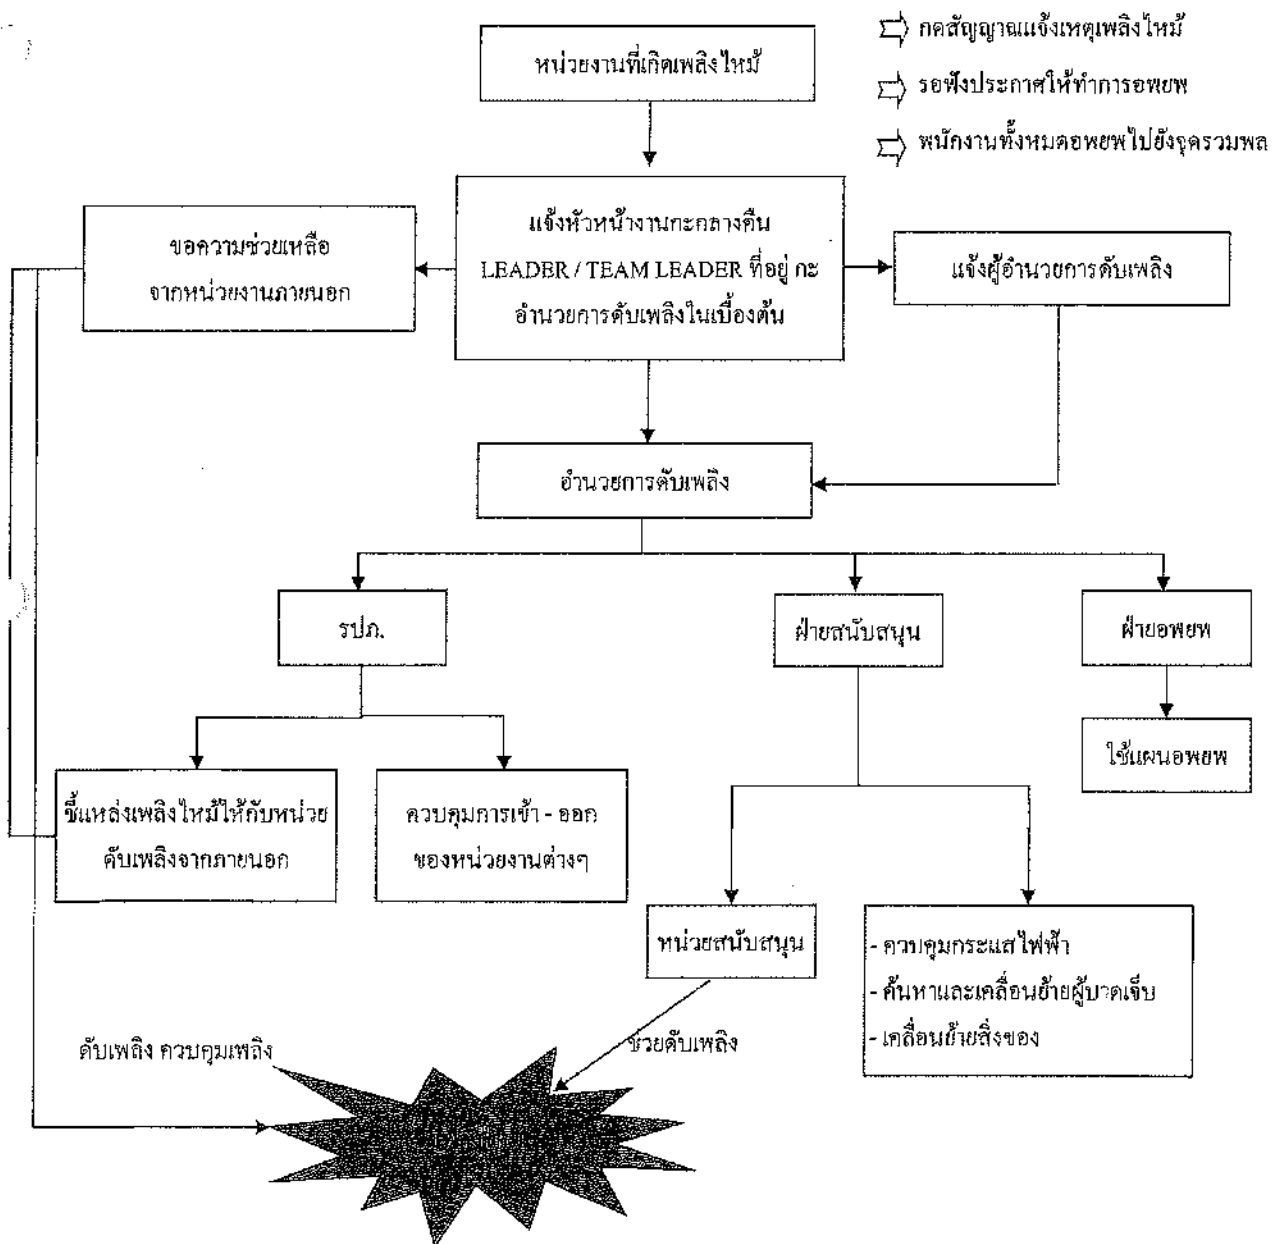 กดสัญญาณแจ้งเหตุเพลิงไหม้
รอฟังประกาศให้ทำการอพยพ
พนักงานทั้งหมดอพยพไปยังจุดรวมพล
หน่วยงานที่เกิดเพลิงไหม้
แจ้งหัวหน้างานกะกลางคืน
LEADER / TEAM LEADER ที่อยู่ กะ
อำนวยการดับเพลิงในเบื้องต้น
ขอความช่วยเหลือ
จากหน่วยงานภายนอก
แจ้งผู้อำนวยการดับเพลิง
อำนวยการดับเพลิง
รปภ.
ฝ่ายสนับสนุน
ฝ่ายอพยพ
ใช้แผนอพยพ
ชี้แหล่งเพลิงไหม้ให้กับหน่วย
ดับเพลิงจากภายนอก
ควบคุมการเข้า - ออก
ของหน่วยงานต่างๆ
หน่วยสนับสนุน
- ควบคุมกระแสไฟฟ้า
- ค้นหาและเคลื่อนย้ายผู้บาดเจ็บ
- เคลื่อนย้ายสิ่งของ
ดับเพลิง ควบคุมเพลิง
ช่วยดับเพลิง